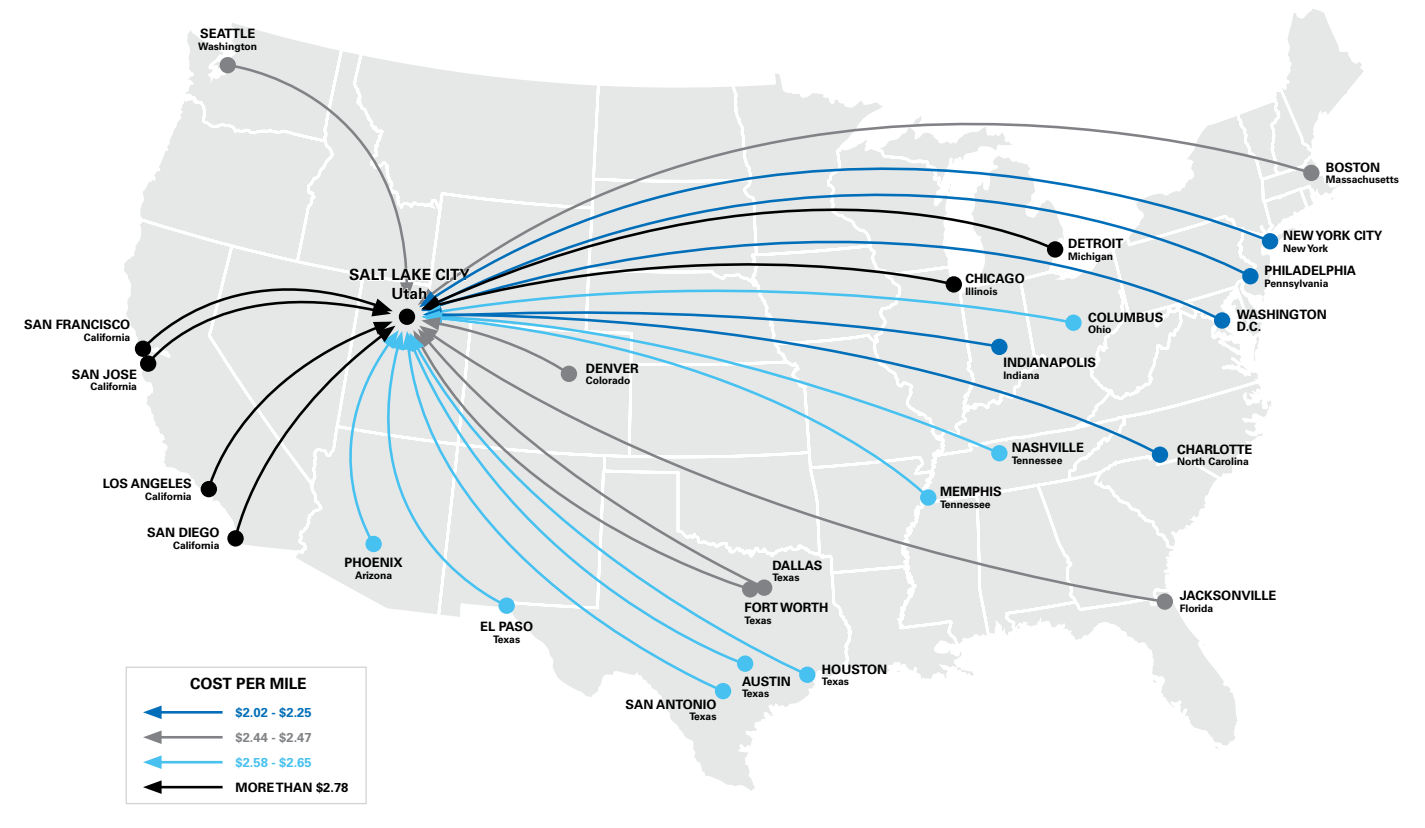 SEATTLE
Washington
BOSTON
Massachusetts
NEW YORK CITY
New York
DETROIT
Michigan
PHILADELPHIA
Pennsylvania
SALT LAKE CITY
Utah
CHICAGO
Illinois
COLUMBUS
Ohio
WASHINGTON
D.C.
SAN FRANCISCO
California
SAN JOSE
California
INDIANAPOLIS
Indiana
DENVER
Colorado
NASHVILLE
Tennessee
CHARLOTTE
North Carolina
LOS ANGELES
California
MEMPHIS
Tennessee
SAN DIEGO
California
PHOENIX
Arizona
DALLAS
Texas
FORT WORTH
Texas
JACKSONVILLE
Florida
EL PASO
Texas
HOUSTON
Texas
AUSTIN
Texas
SAN ANTONIO
Texas
COST PER MILE
$2.02 - $2.25
$2.44 - $2.47
$2.58 - $2.65
MORE THAN $2.78